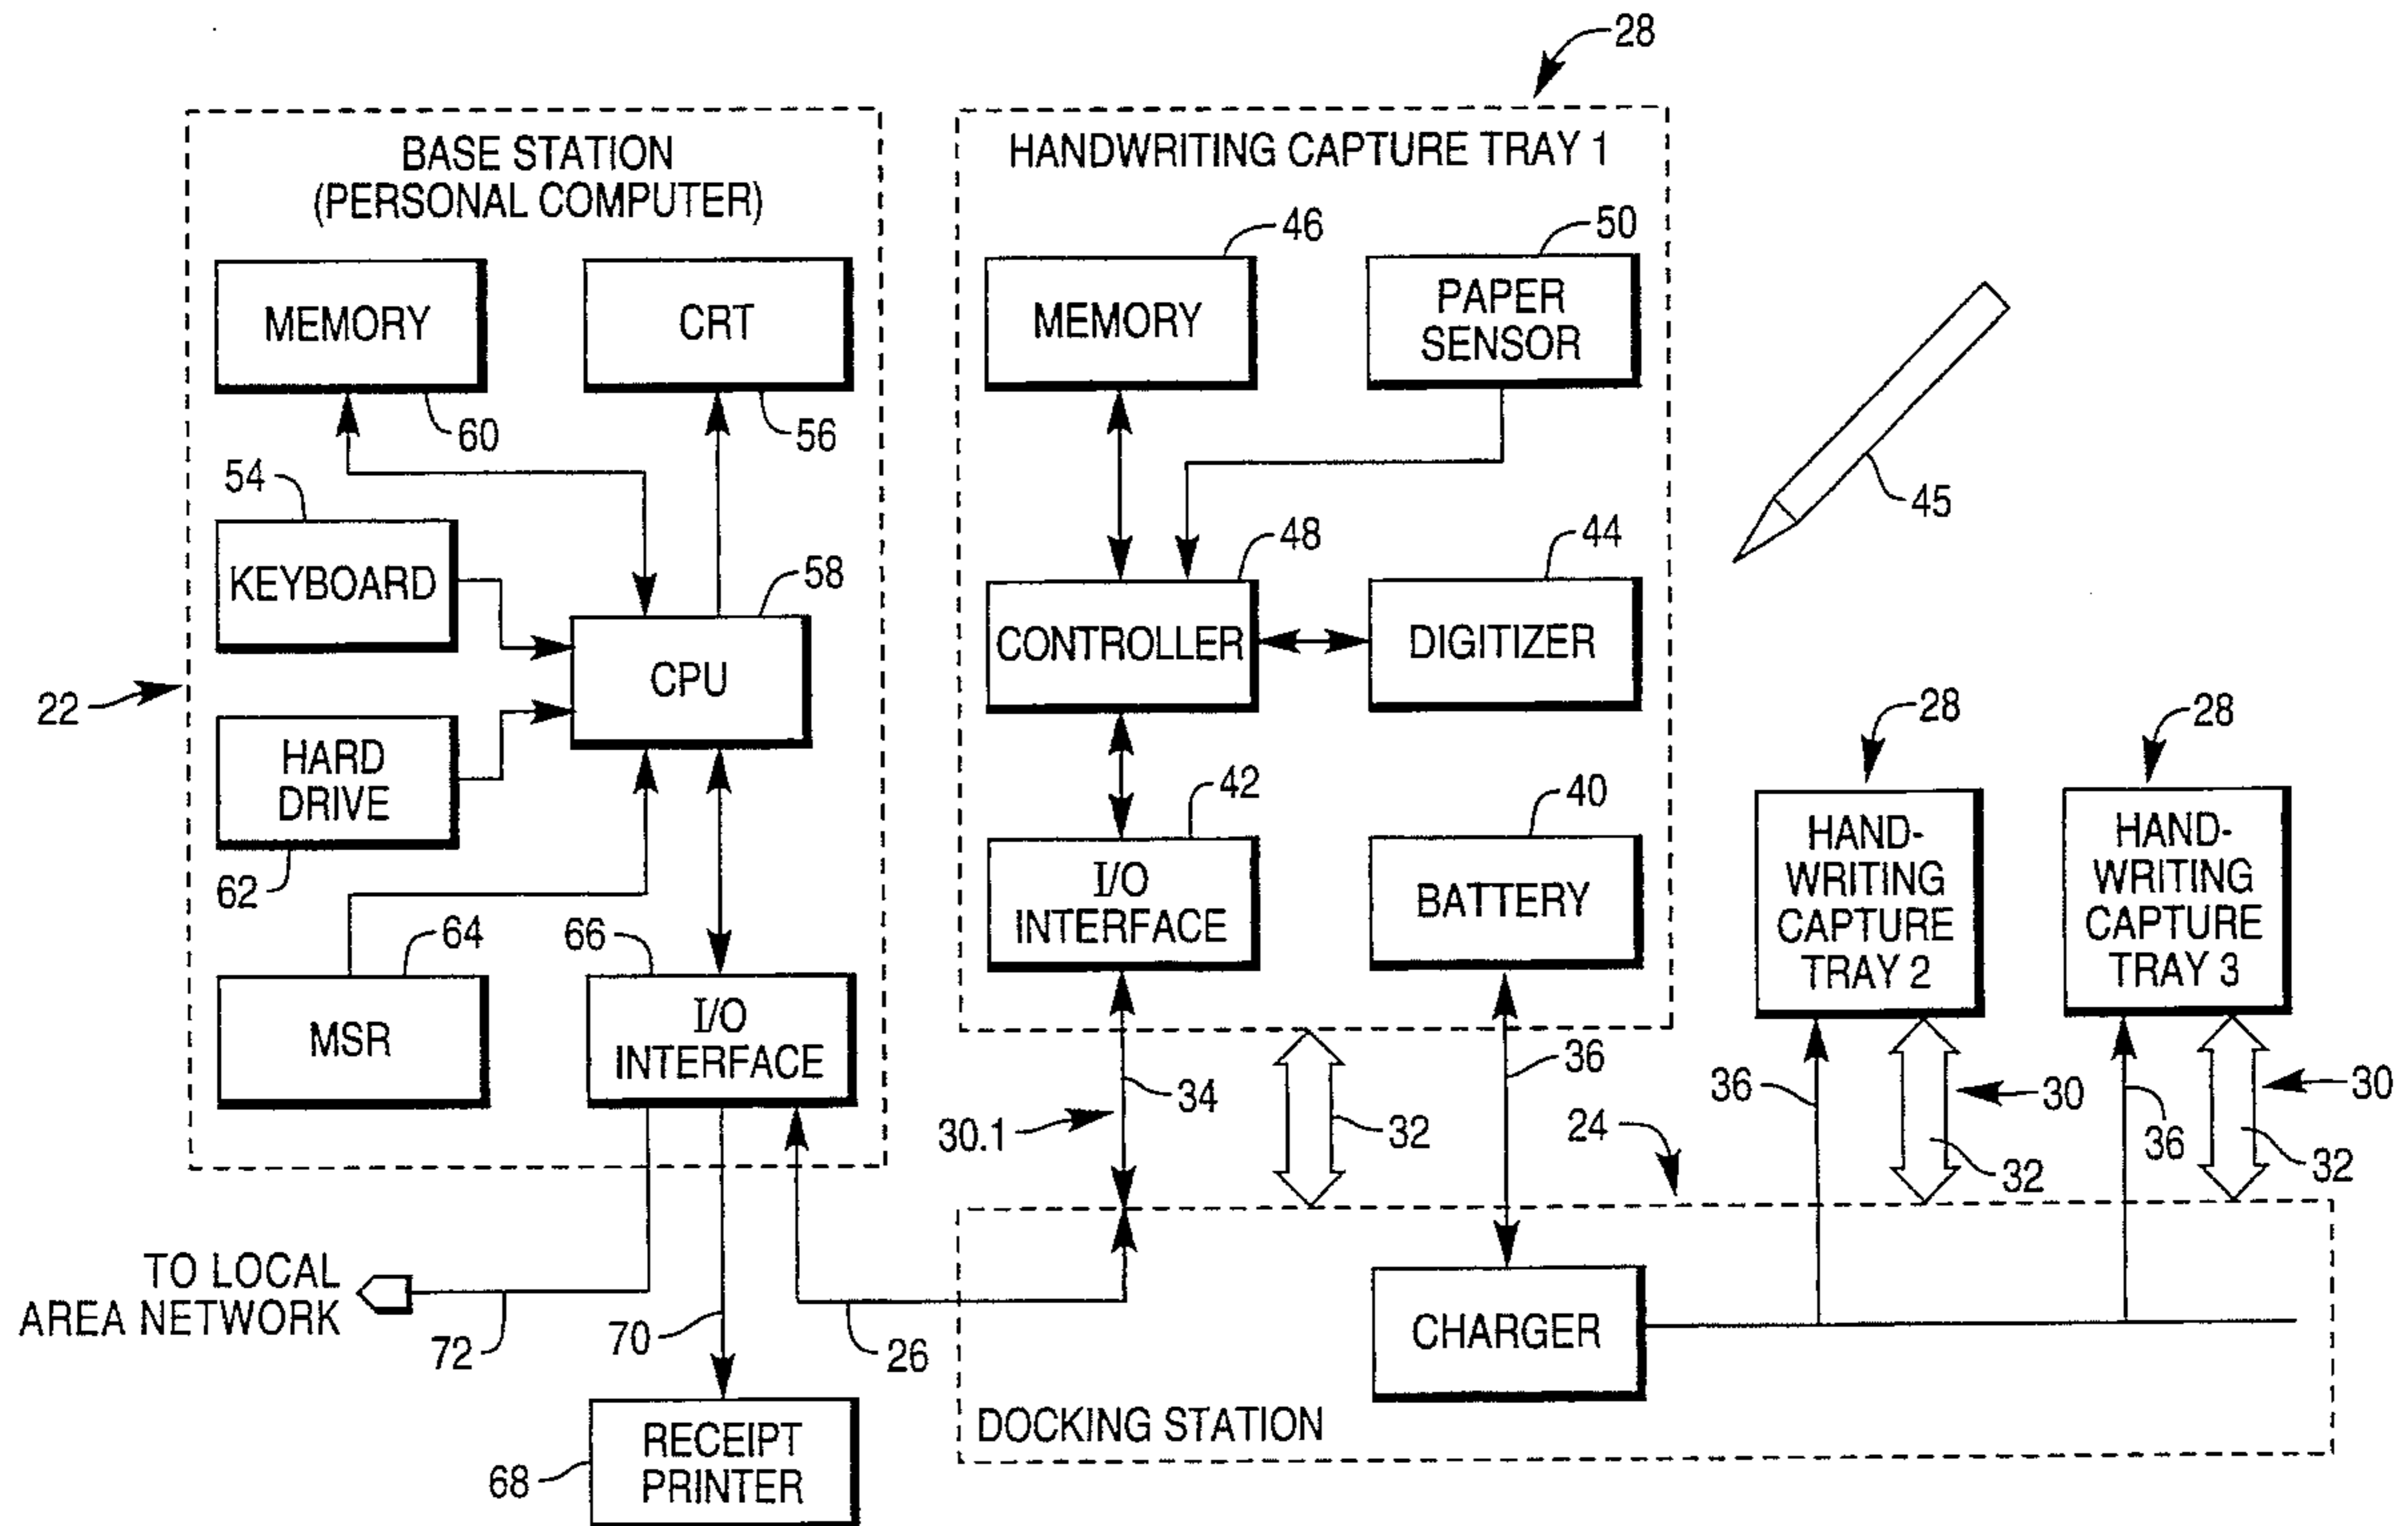 28
BASE STATION
(PERSONAL COMPUTER)
MEMORY
60
CRT
56
54
KEYBOARD
58
CPU
22
HARD
DRIVE
62
64
MSR
66
I/O
INTERFACE
TO LOCAL
AREA NETWORK
72
70
26
68
RECEIPT
PRINTER
HANDWRITING CAPTURE TRAY 1
46
MEMORY
50
PAPER
SENSOR
45
48
CONTROLLER
44
DIGITIZER
42
I/O
INTERFACE
40
BATTERY
28
HAND-
WRITING
CAPTURE
TRAY 2
28
HAND-
WRITING
CAPTURE
TRAY 3
30.1
34
32
36
24
36
30
32
36
30
32
CHARGER
DOCKING STATION